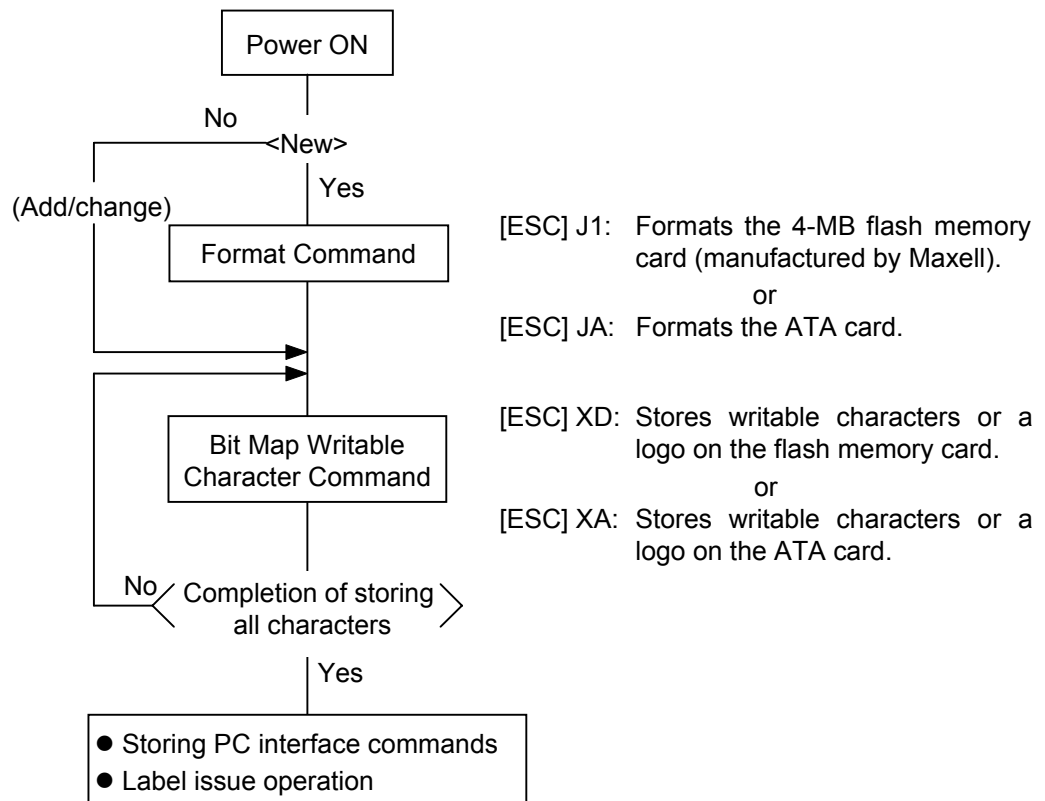 Power ON
No
<New>
Yes
(Add/change)
Format Command
[ESC] J1: Formats the 4-MB flash memory
card (manufactured by Maxell).
or
[ESC] JA: Formats the ATA card.
Bit Map Writable
Character Command
[ESC] XD: Stores writable characters or a
logo on the flash memory card.
or
[ESC] XA: Stores writable characters or a
logo on the ATA card.
No
Completion of storing
all characters
Yes
● Storing PC interface commands
● Label issue operation